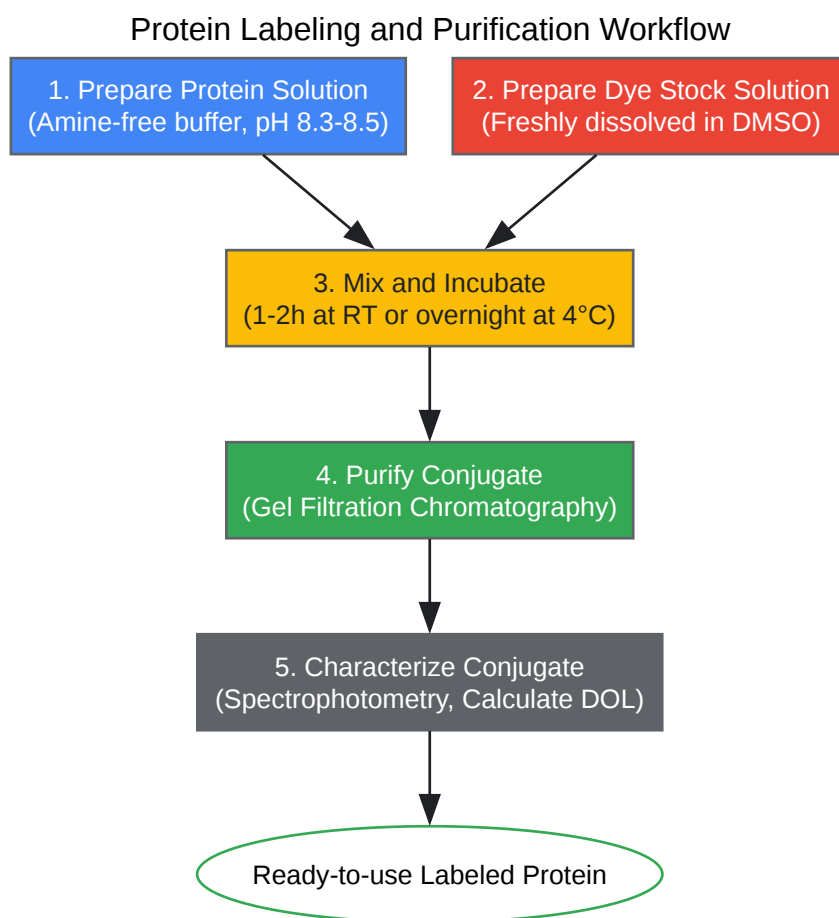 Protein Labeling and Purification Workflow
1. Prepare Protein Solution
(Amine-free buffer, pH 8.3-8.5)
2. Prepare Dye Stock Solution
(Freshly dissolved in DMSO)
3. Mix and Incubate
(1-2h at RT or overnight at 4°C)
4. Purify Conjugate
(Gel Filtration Chromatography)
5. Characterize Conjugate
(Spectrophotometry, Calculate DOL)
Ready-to-use Labeled Protein